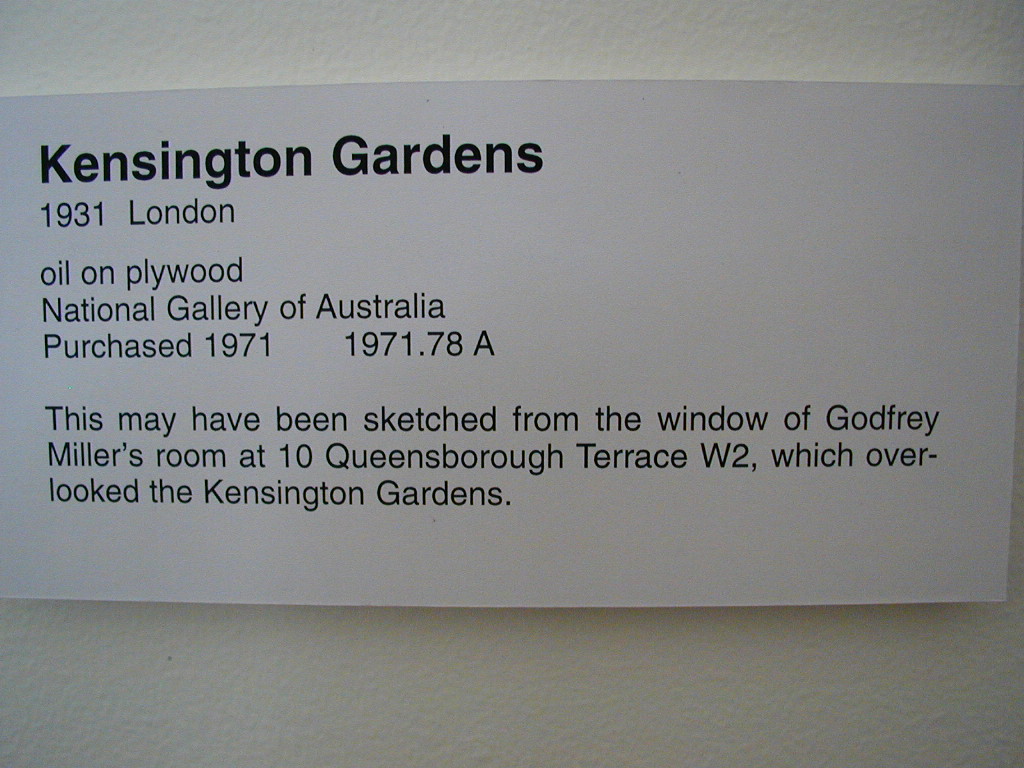 Kensington Gardens
1931 London
oil on plywood
National Gallery of Australia
Purchased 1971 1971.78 A
This may have been sketched from the window of Godfrey
Miller's room at 10 Queensborough Terrace W2, which over-
looked the Kensington Gardens.